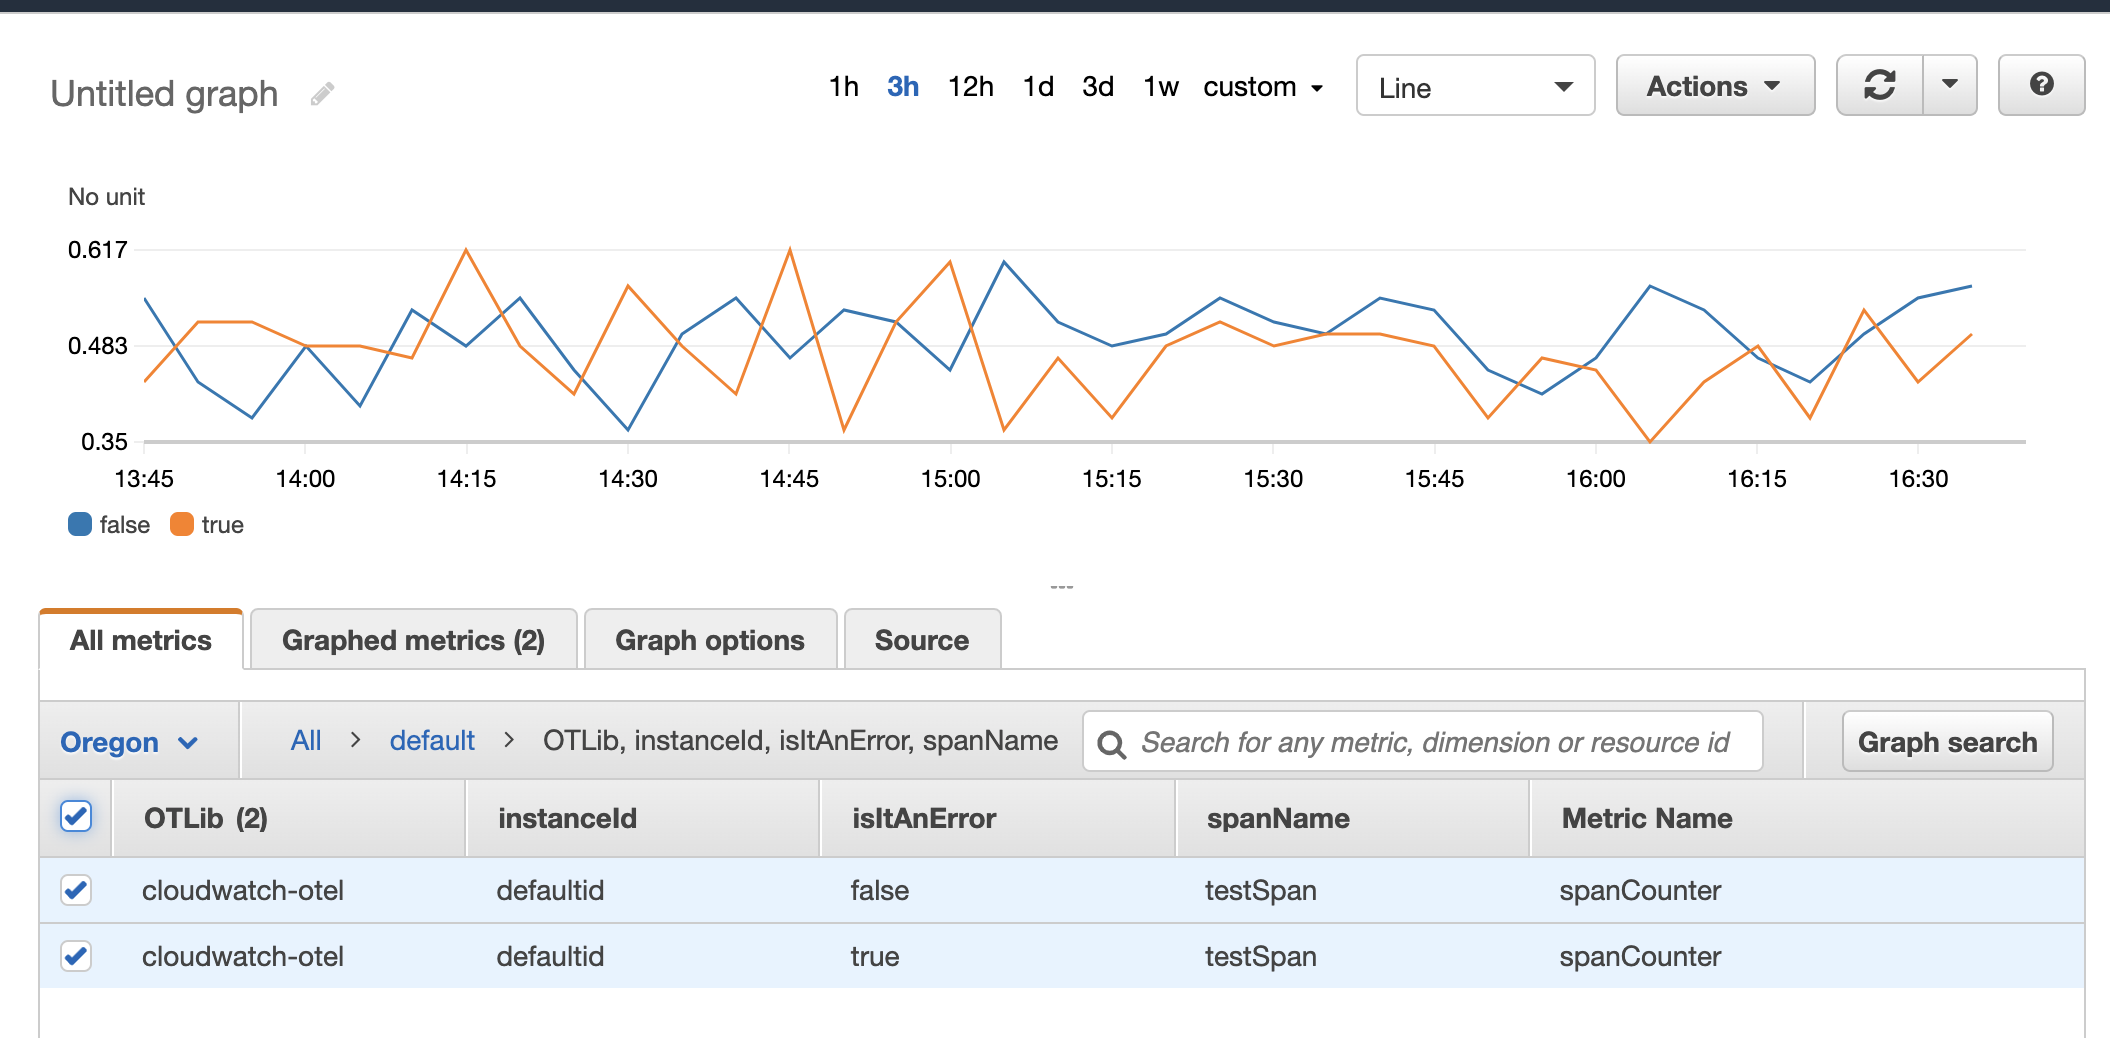 Untitled graph 1h 3h 12h 1d 3d 1w custom Line Actions ?
No unit
0.617
0.483
0.35
13:45 14:00 14:15 14:30 14:45 15:00 15:15 15:30 15:45 16:00 16:15 16:30
false true
All metrics Graphed metrics (2) Graph options Source
Oregon All > default > OTLib, instanceId, isItAnError, spanName Search for any metric, dimension or resource id Graph search
OTLib (2) instanceId isItAnError spanName Metric Name
cloudwatch-otel defaultid false testSpan spanCounter
cloudwatch-otel defaultid true testSpan spanCounter